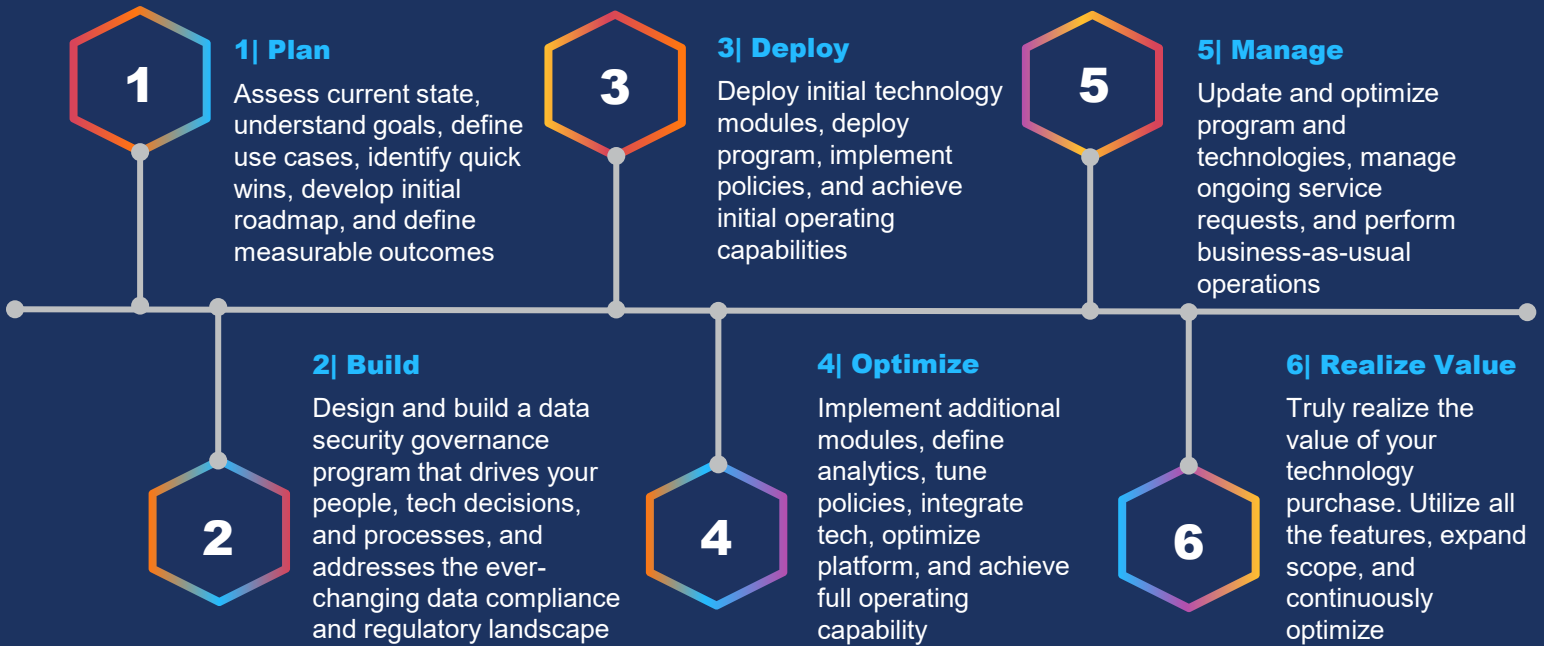 1
1| Plan
Assess current state,
understand goals, define
use cases, identify quick
wins, develop initial
roadmap, and define
measurable outcomes
2
2| Build
Design and build a data
security governance
program that drives your
people, tech decisions,
and processes, and
addresses the ever-
changing data compliance
and regulatory landscape
3
3| Deploy
Deploy initial technology
modules, deploy
program, implement
policies, and achieve
initial operating
capabilities
4
4| Optimize
Implement additional
modules, define
analytics, tune
policies, integrate
tech, optimize
platform, and achieve
full operating
capability
5
5| Manage
Update and optimize
program and
technologies, manage
ongoing service
requests, and perform
business-as-usual
operations
6
6| Realize Value
Truly realize the
value of your
technology
purchase. Utilize all
the features, expand
scope, and
continuously
optimize